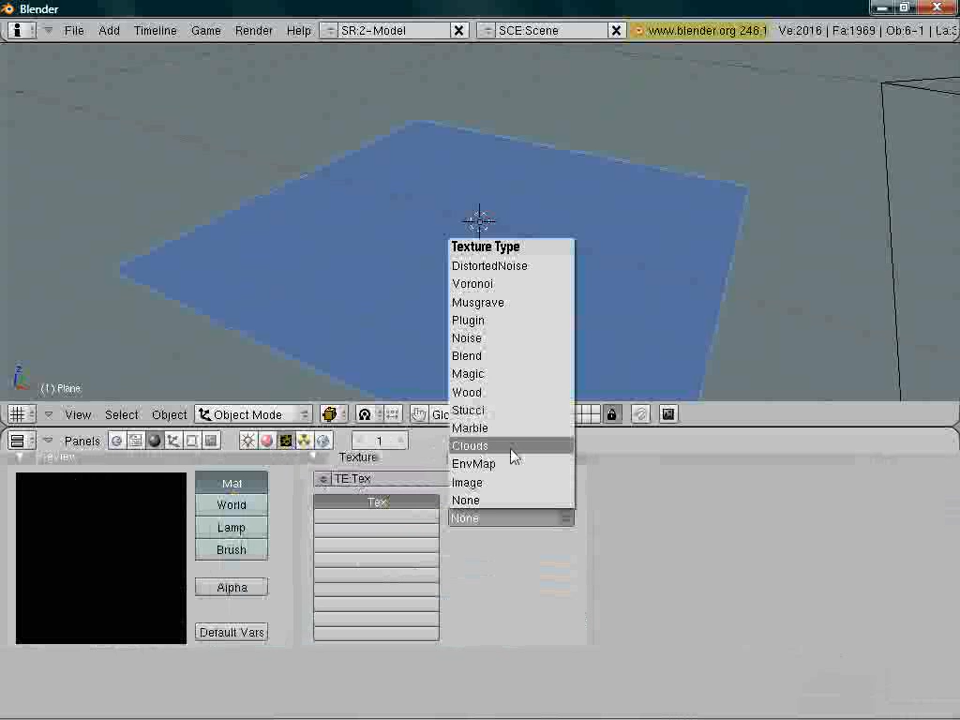 Blender
File Add Timeline Game Render Help SR:2-Model SCE:Scene www.blender.org 248.1 Ve:2016 | Fa:1969 | Ob:6-1 | La:
Texture Type
DistortedNoise
Voronoi
Musgrave
Plugin
Noise
Blend
Magic
Wood
Stucci
Marble
Clouds
EnvMap
Image
None
None
z
(1) Plane
View Select Object Object Mode Glo
Panels 1
Preview Texture
Mat
World
Lamp
Brush
Alpha
Default Vars
TE:Tex
Tex